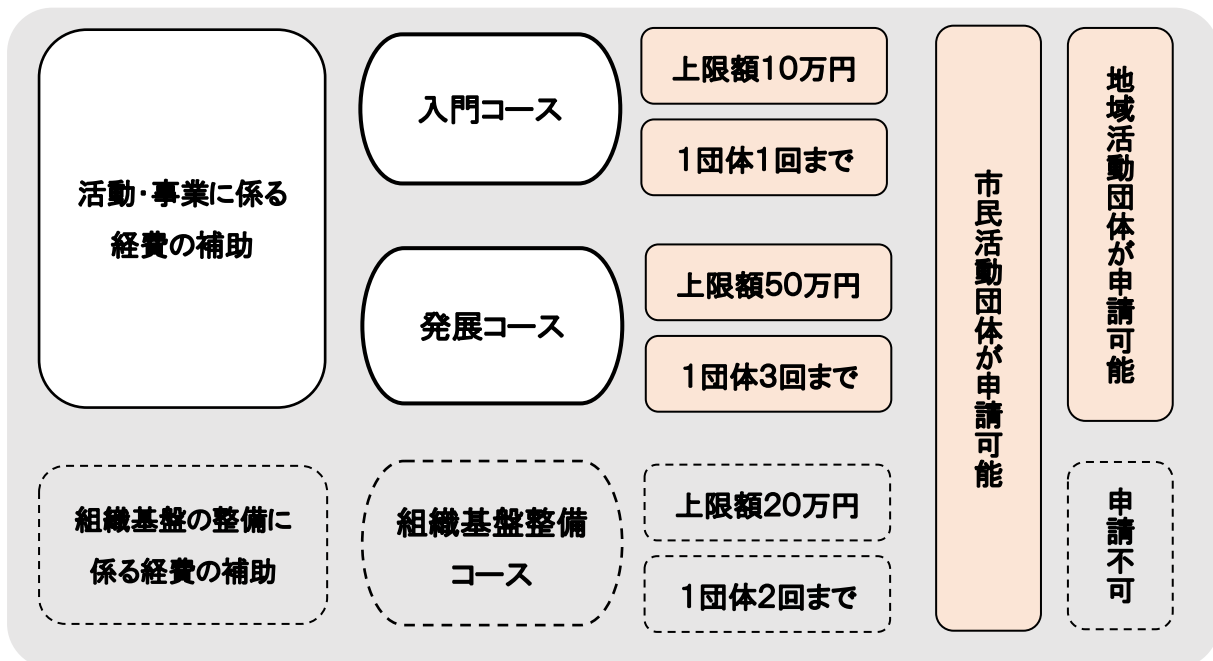 活動・事業に係る
経費の補助
入門コース
上限額10万円
1団体1回まで
発展コース
上限額50万円
1団体3回まで
組織基盤の整備に
係る経費の補助
組織基盤整備
コース
上限額20万円
1団体2回まで
市民活動団体が申請可能
地域活動団体が申請可能
申請不可